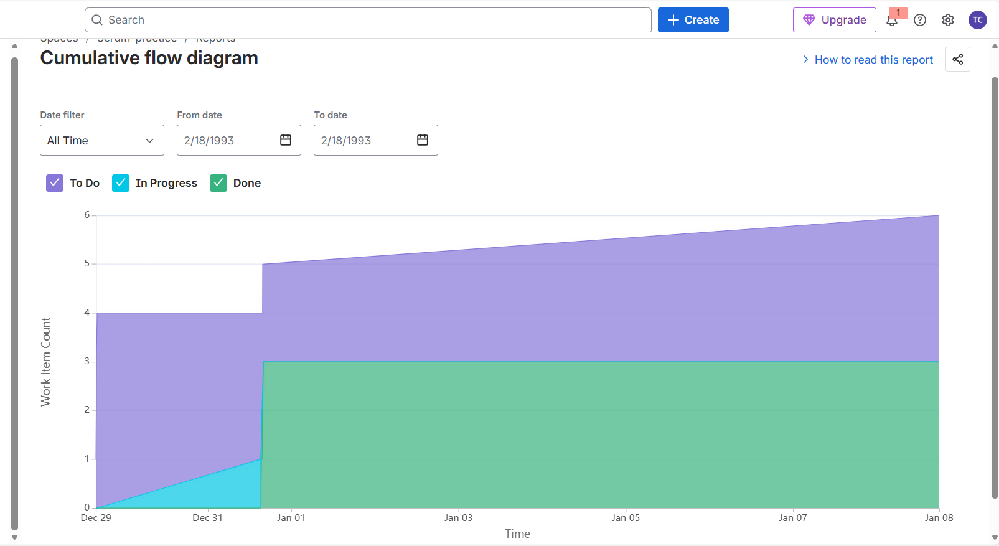 Search
Create
Upgrade
1
TC
Spaces / Scrum practice / Reports
Cumulative flow diagram
How to read this report
Date filter
From date
To date
All Time
2/18/1993
2/18/1993
To Do
In Progress
Done
6
5
4
3
2
1
0
Work Item Count
Dec 29
Dec 31
Jan 01
Jan 03
Jan 05
Jan 07
Jan 08
Time